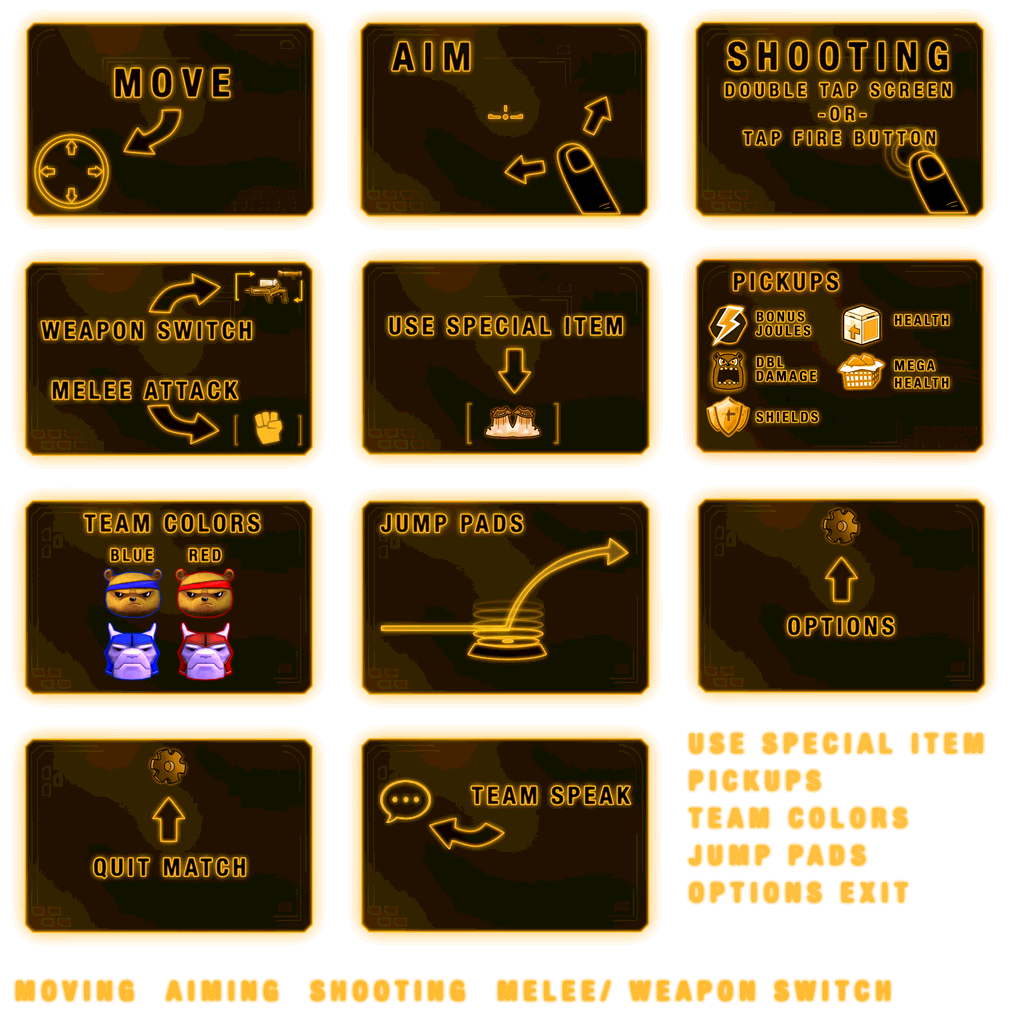 MOVE
AIM
SHOOTING
DOUBLE TAP SCREEN
-OR-
TAP FIRE BUTTON
WEAPON SWITCH
MELEE ATTACK
USE SPECIAL ITEM
PICKUPS
BONUS
JOULES
HEALTH
DBL
DAMAGE
MEGA
HEALTH
SHIELDS
TEAM COLORS
BLUE RED
JUMP PADS
OPTIONS
QUIT MATCH
TEAM SPEAK
USE SPECIAL ITEM
PICKUPS
TEAM COLORS
JUMP PADS
OPTIONS EXIT
MOVING AIMING SHOOTING MELEE/ WEAPON SWITCH